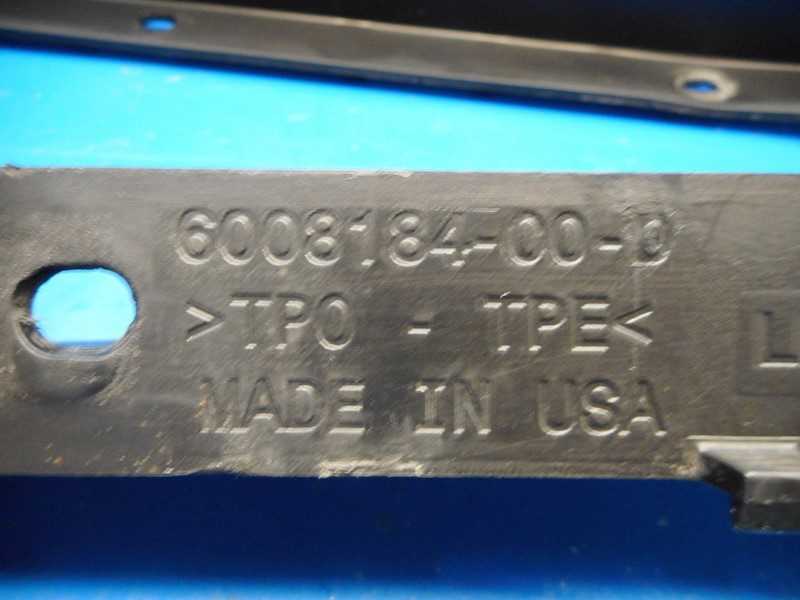 6008184-00-D
>TPO - TPE<
MADE IN USA
L